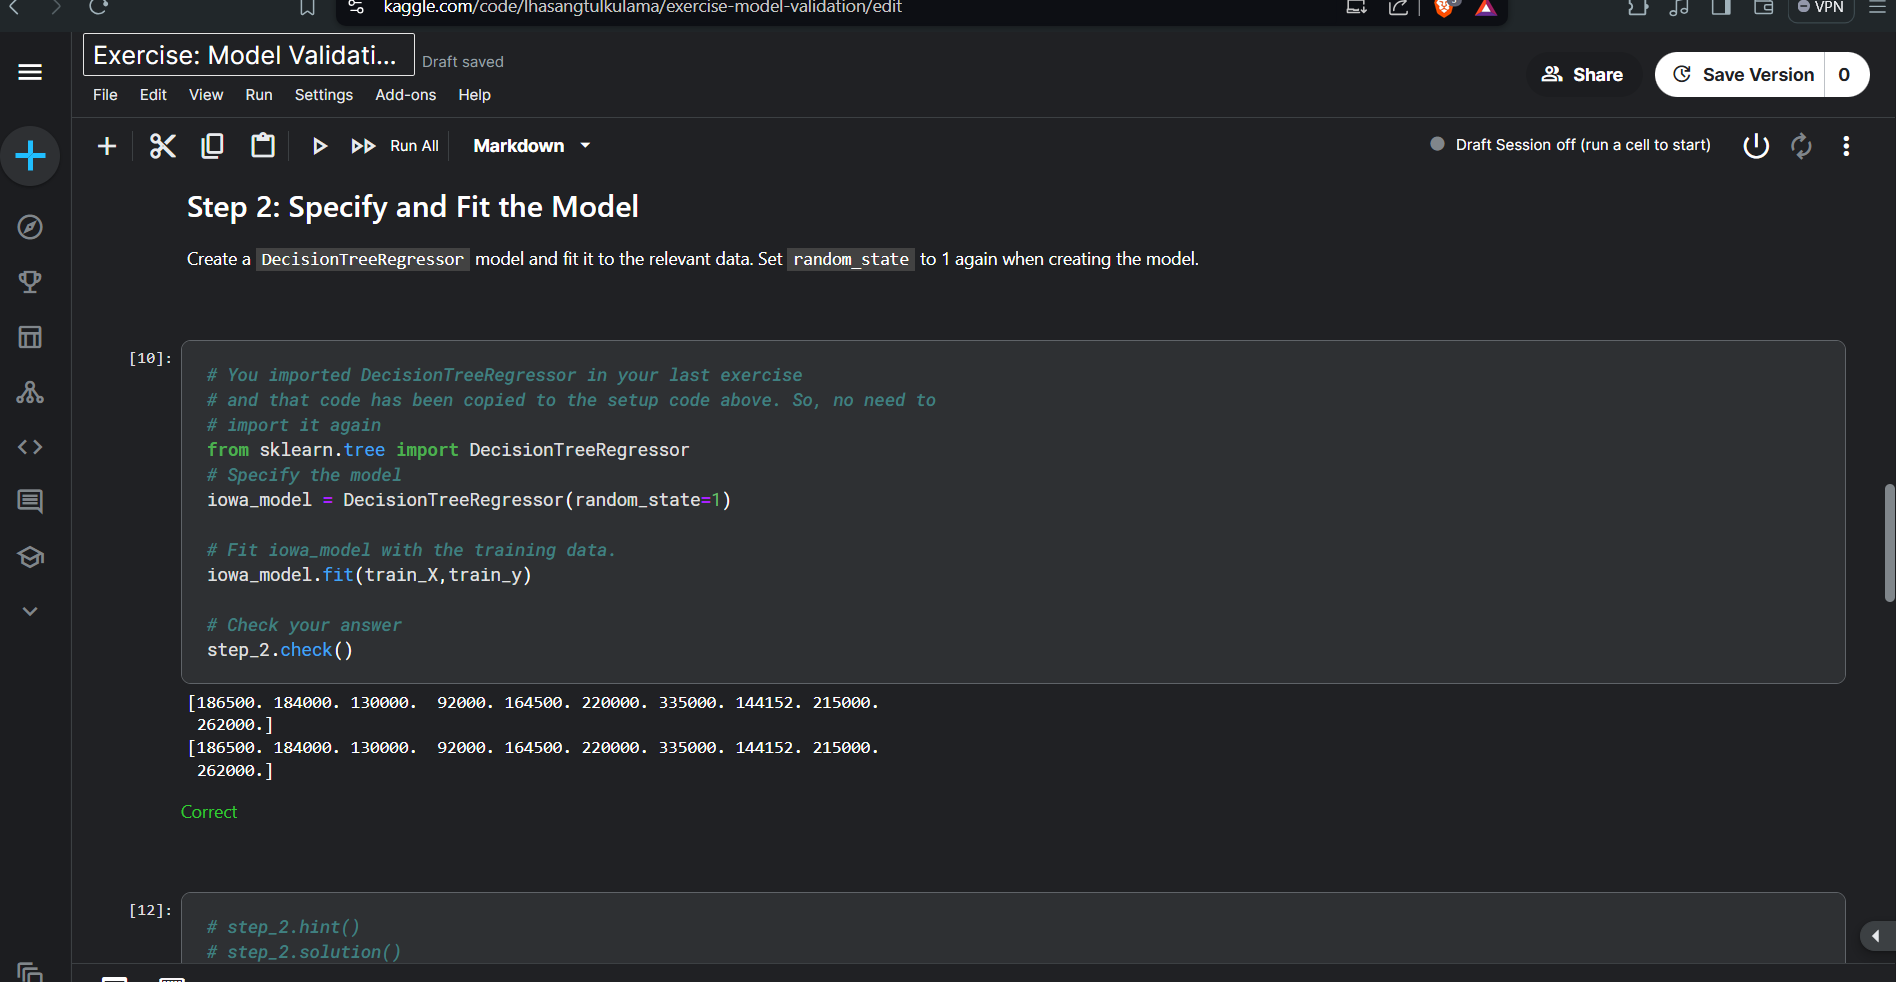 kaggle.com/code/lhasangtulkulama/exercise-model-validation/edit
VPN
Exercise: Model Validati...
Draft saved
File Edit View Run Settings Add-ons Help
Share
Save Version 0
Run All
Markdown
Draft Session off (run a cell to start)
Step 2: Specify and Fit the Model
Create a DecisionTreeRegressor model and fit it to the relevant data. Set random_state to 1 again when creating the model.
[10]:
# You imported DecisionTreeRegressor in your last exercise
# and that code has been copied to the setup code above. So, no need to
# import it again
from sklearn.tree import DecisionTreeRegressor
# Specify the model
iowa_model = DecisionTreeRegressor(random_state=1)
# Fit iowa_model with the training data.
iowa_model.fit(train_X,train_y)
# Check your answer
step_2.check()
[186500. 184000. 130000.  92000. 164500. 220000. 335000. 144152. 215000.
262000.]
[186500. 184000. 130000.  92000. 164500. 220000. 335000. 144152. 215000.
262000.]
Correct
[12]:
# step_2.hint()
# step_2.solution()